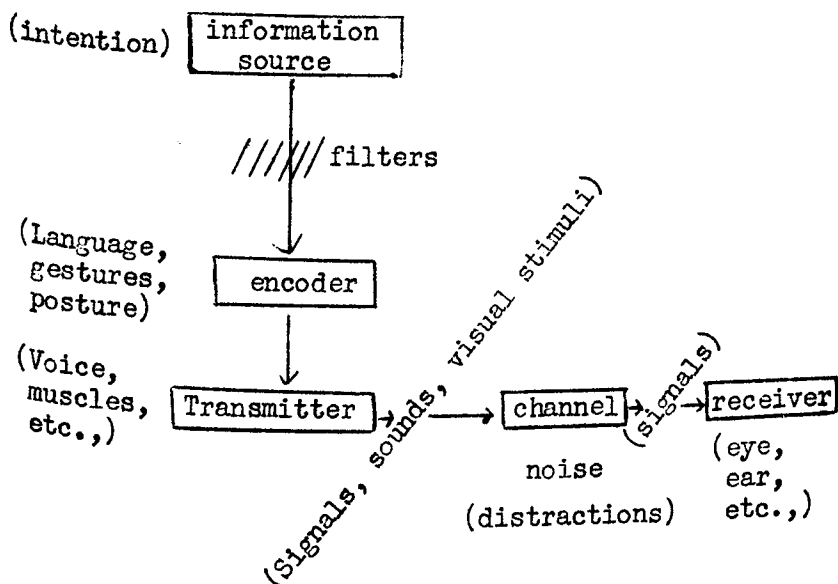 (intention)
information
source
filters
(Language,
gestures,
posture)
encoder
(Voice,
muscles,
etc.,)
Transmitter
(Signals, sounds, visual stimuli)
channel
(signals)
receiver
noise
(distractions)
(eye,
ear,
etc.,)